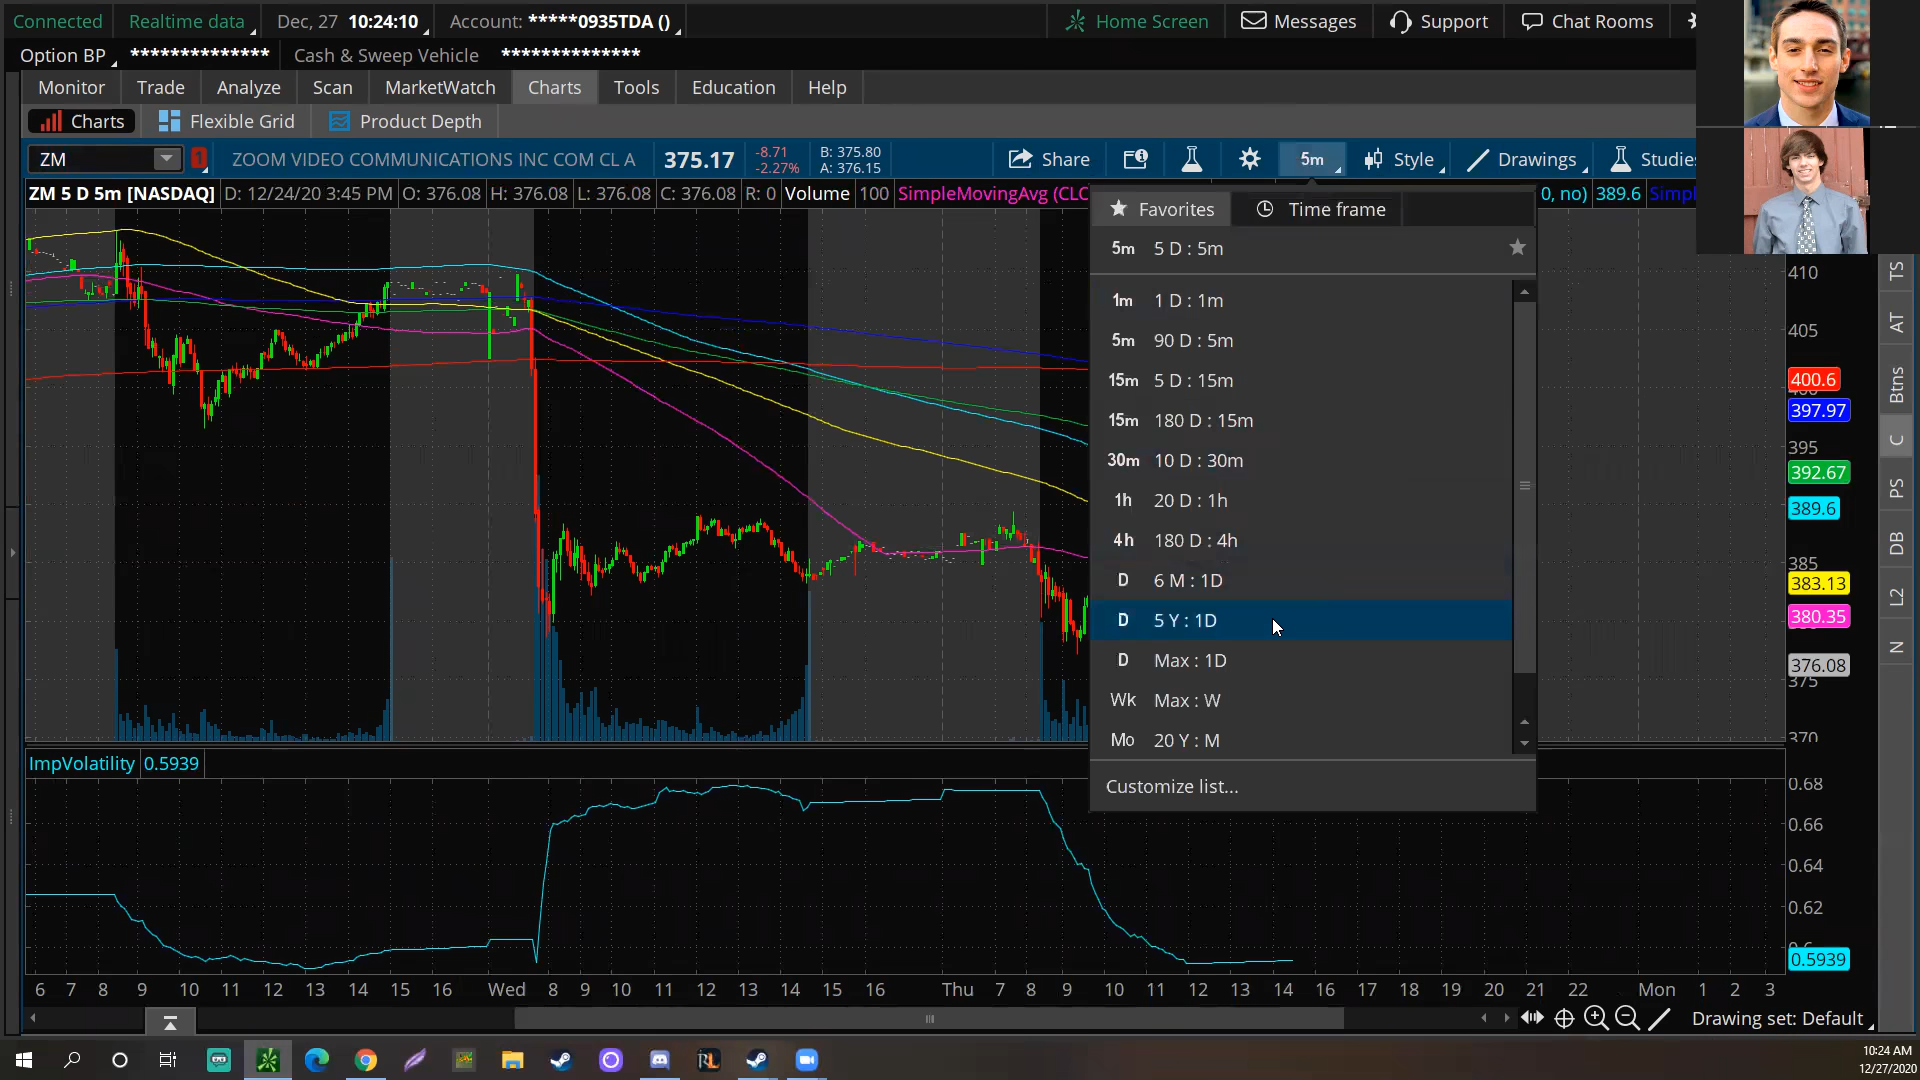 Connected Realtime data Dec, 27 10:24:10 Account: *****0935TDA () Home Screen Messages Support Chat Rooms
Option BP ************** Cash & Sweep Vehicle **************
Monitor Trade Analyze Scan MarketWatch Charts Tools Education Help
Charts Flexible Grid Product Depth
ZM 1 ZOOM VIDEO COMMUNICATIONS INC COM CL A 375.17 -8.71 -2.27% B: 375.80 A: 376.15 Share 5m Style Drawings Studies
ZM 5 D 5m [NASDAQ] D: 12/24/20 3:45 PM O: 376.08 H: 376.08 L: 376.08 C: 376.08 R: 0 Volume 100 SimpleMovingAvg (CLC 0, no) 389.6 Simpl
Favorites Time frame
5m 5 D : 5m
1m 1 D : 1m
5m 90 D : 5m
15m 5 D : 15m
15m 180 D : 15m
30m 10 D : 30m
1h 20 D : 1h
4h 180 D : 4h
D 6 M : 1D
D 5 Y : 1D
D Max : 1D
Wk Max : W
Mo 20 Y : M
Customize list...
410
405
400.6
397.97
395
392.67
389.6
385
383.13
380.35
376.08
375
370
TS
AT
Btns
C
PS
DB
L2
N
ImpVolatility 0.5939
0.68
0.66
0.64
0.62
0.5939
6 7 8 9 10 11 12 13 14 15 16 Wed 8 9 10 11 12 13 14 15 16 Thu 7 8 9 10 11 12 13 14 16 17 18 19 20 21 22 Mon 1 2 3
Drawing set: Default
10:24 AM
12/27/2020